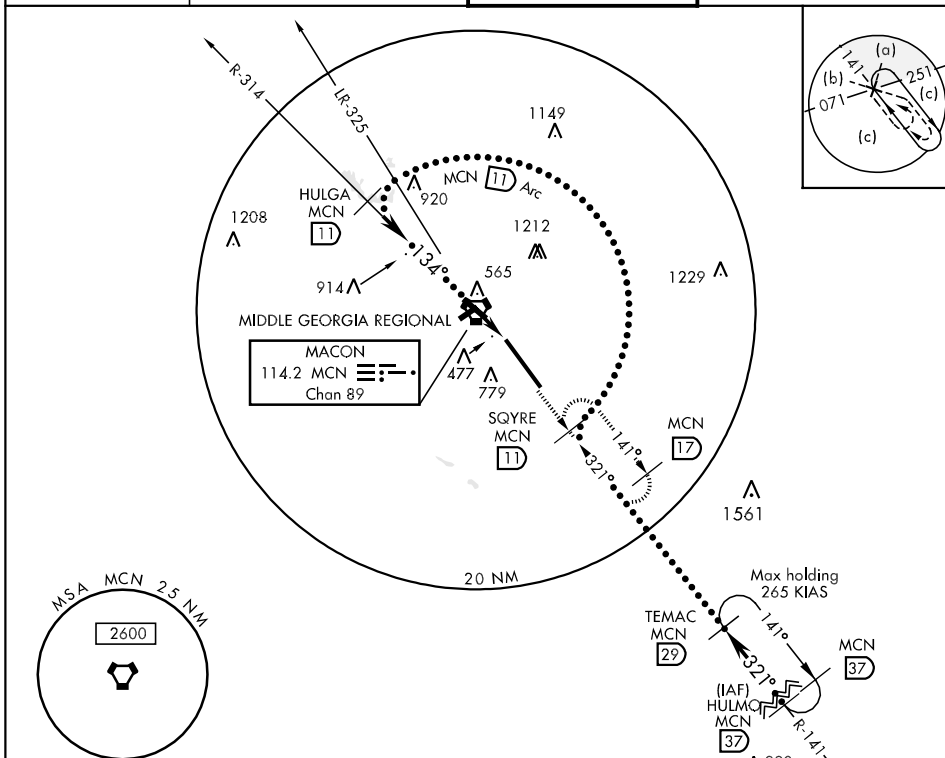 R-314
LR-325
1149
HULGA
MCN
11
920
MCN 11 Arc
1208
1212
134°
565
914
1229
MIDDLE GEORGIA REGIONAL
MACON
114.2 MCN
Chan 89
477
779
SQYRE
MCN
11
141°
321°
MCN
17
1561
20 NM
Max holding
265 KIAS
TEMAC
MCN
29
141°
321°
MCN
37
(IAF)
HULMO
MCN
37
R-141
MSA MCN 25 NM
2600
141
(a)
251
(b)
(c)
071
(c)